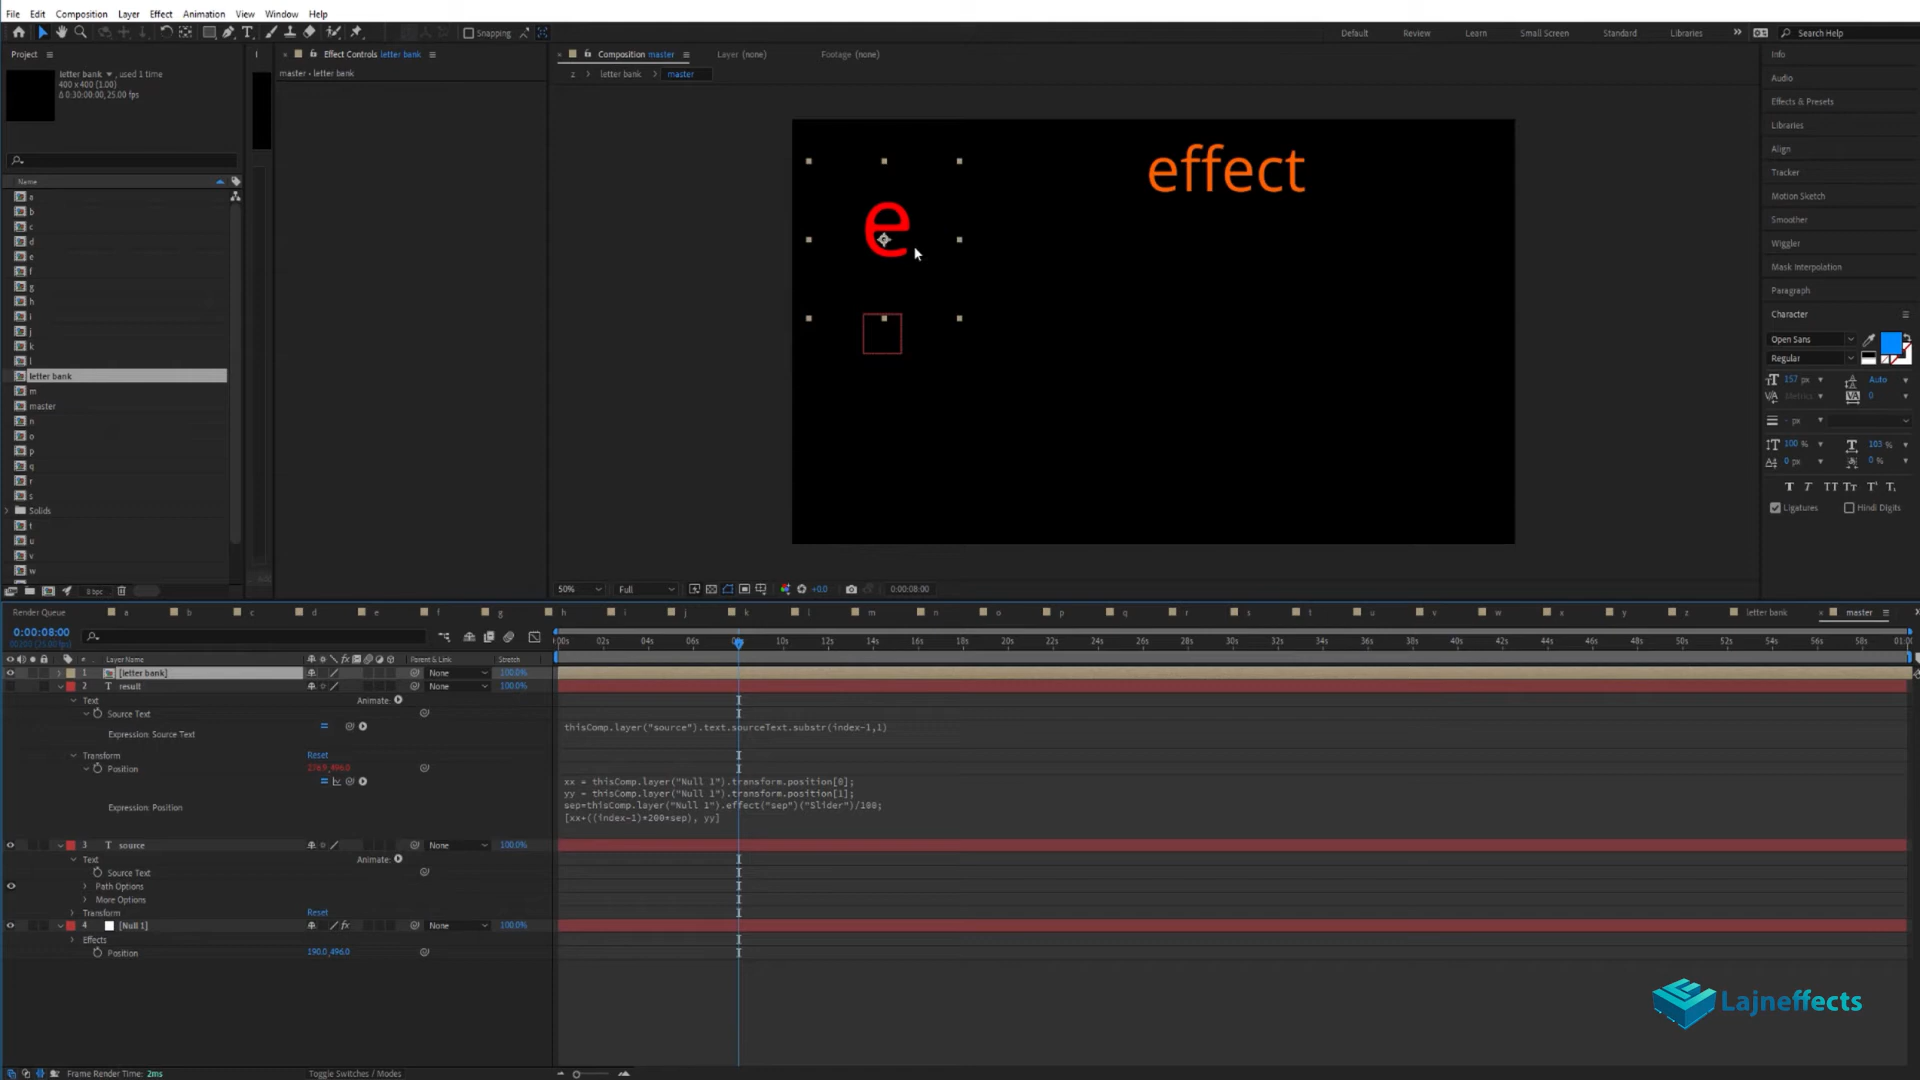 File Edit Composition Layer Effect Animation View Window Help
Snapping
Default Review Learn Small Screen Standard Libraries Search Help
Project
Effect Controls letter bank
Composition master
Layer (none)
Footage (none)
letter bank , used 1 time
400 x 400 (1.00)
Δ 0:30:00:00, 25.00 fps
master • letter bank
z letter bank master
Name
a
b
c
d
e
f
g
h
i
j
k
l
letter bank
m
master
n
o
p
q
r
s
Solids
t
u
v
w
8 bpc
effect
e
50% Full +0.0 0:00:08:00
Info
Audio
Effects & Presets
Libraries
Align
Tracker
Motion Sketch
Smoother
Wiggler
Mask Interpolation
Paragraph
Character
Open Sans
Regular
157 px Auto
Metrics 0
- px
100 % 103 %
0 px 0 %
Ligatures Hindi Digits
Render Queue a b c d e f g h i j k l m n o p q r s t u v w x y z letter bank master
0:00:08:00
:00s 02s 04s 06s 08s 10s 12s 14s 16s 18s 20s 22s 24s 26s 28s 30s 32s 34s 36s 38s 40s 42s 44s 46s 48s 50s 52s 54s 56s 58s 01:00
# Layer Name Parent & Link Stretch
1 [letter bank] None 100.0%
2 T result None 100.0%
Text Animate:
Source Text
Expression: Source Text
thisComp.layer("source").text.sourceText.substr(index-1,1)
Transform Reset
Position 276.9,496.0
Expression: Position
xx = thisComp.layer("Null 1").transform.position[0];
yy = thisComp.layer("Null 1").transform.position[1];
sep=thisComp.layer("Null 1").effect("sep")("Slider")/100;
[xx+((index-1)*200*sep), yy]
3 T source None 100.0%
Text Animate:
Source Text
Path Options
More Options
Transform Reset
4 [Null 1] None 100.0%
Effects
Position 190.0,496.0
Lajneffects
Frame Render Time: 2ms
Toggle Switches / Modes